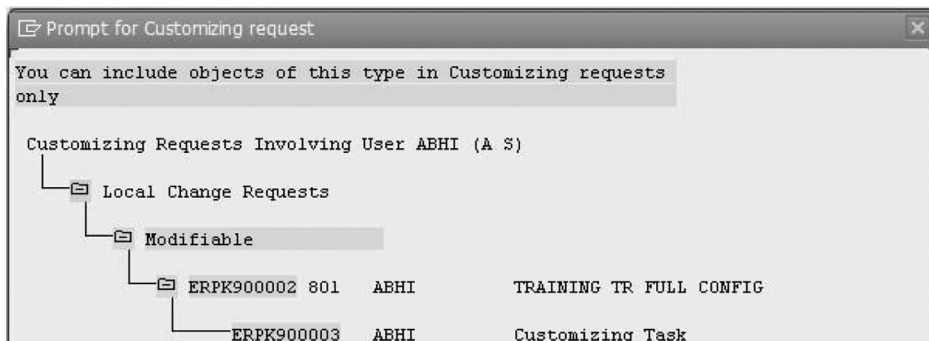 Prompt for Customizing request
You can include objects of this type in Customizing requests
only
Customizing Requests Involving User ABHI (A S)
Local Change Requests
Modifiable
ERPK900002 801 ABHI TRAINING TR FULL CONFIG
ERPK900003 ABHI Customizing Task